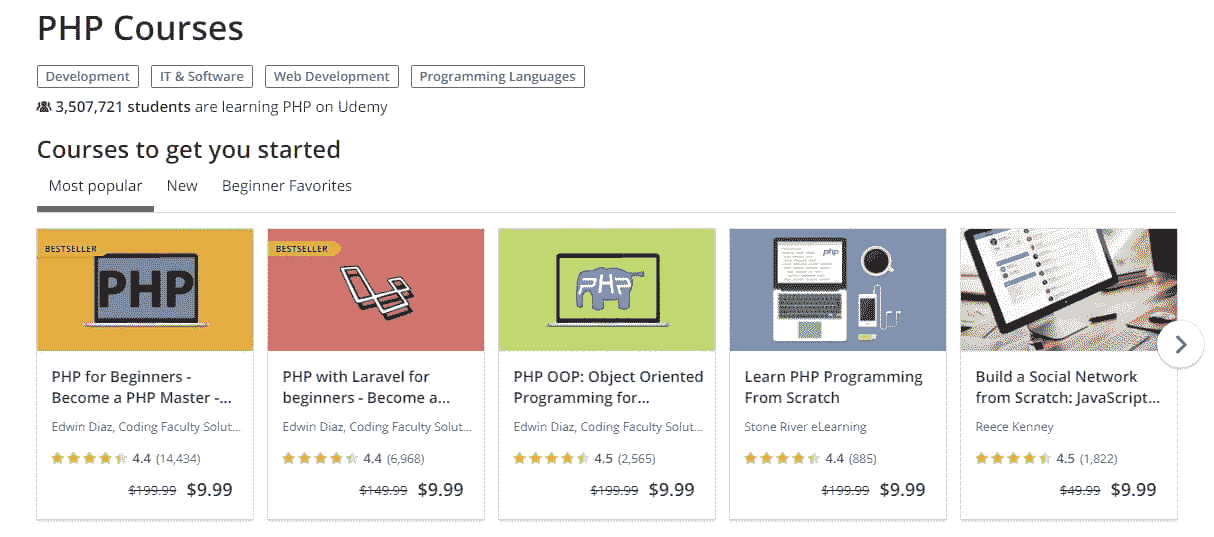 PHP Courses
Development
IT & Software
Web Development
Programming Languages
3,507,721 students are learning PHP on Udemy
Courses to get you started
Most popular
New
Beginner Favorites
BESTSELLER
PHP
PHP for Beginners -
Become a PHP Master -...
Edwin Diaz, Coding Faculty Solut...
4.4 (14,434)
$199.99 $9.99
BESTSELLER
PHP with Laravel for
beginners - Become a...
Edwin Diaz, Coding Faculty Solut...
4.4 (6,968)
$149.99 $9.99
PHP
PHP OOP: Object Oriented
Programming for...
Edwin Diaz, Coding Faculty Solut...
4.5 (2,565)
$199.99 $9.99
php
Learn PHP Programming
From Scratch
Stone River eLearning
4.4 (885)
$199.99 $9.99
Build a Social Network
from Scratch: JavaScript...
Reece Kenney
4.5 (1,822)
$49.99 $9.99